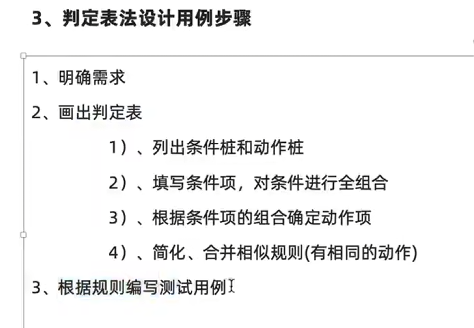 3、判定表法设计用例步骤
1、明确需求
2、画出判定表
1）、列出条件桩和动作桩
2）、填写条件项，对条件进行全组合
3）、根据条件项的组合确定动作项
4）、简化、合并相似规则(有相同的动作)
3、根据规则编写测试用例